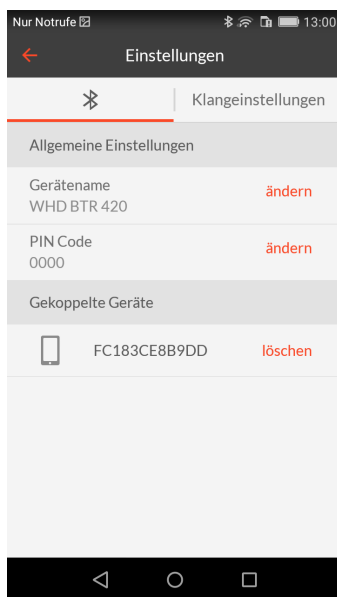 Nur Notrufe 13:00
Einstellungen
Klangeinstellungen
Allgemeine Einstellungen
Gerätename
ändern
WHD BTR 420
PIN Code
ändern
0000
Gekoppelte Geräte
FC183CE8B9DD löschen